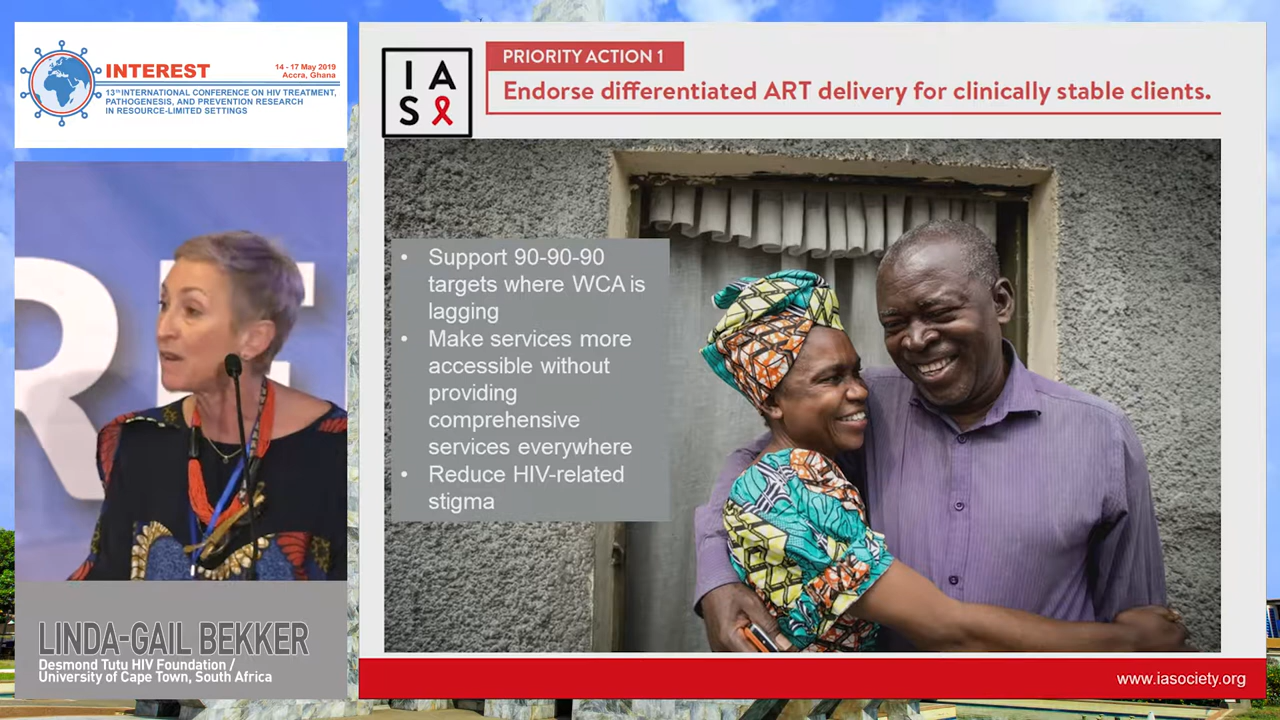 INTEREST
14 - 17 May 2019
Accra, Ghana
13th INTERNATIONAL CONFERENCE ON HIV TREATMENT,
PATHOGENESIS, AND PREVENTION RESEARCH
IN RESOURCE-LIMITED SETTINGS
R E
LINDA-GAIL BEKKER
Desmond Tutu HIV Foundation /
University of Cape Town, South Africa
I A
S
PRIORITY ACTION 1
Endorse differentiated ART delivery for clinically stable clients.
• Support 90-90-90
targets where WCA is
lagging
• Make services more
accessible without
providing
comprehensive
services everywhere
• Reduce HIV-related
stigma
www.iasociety.org